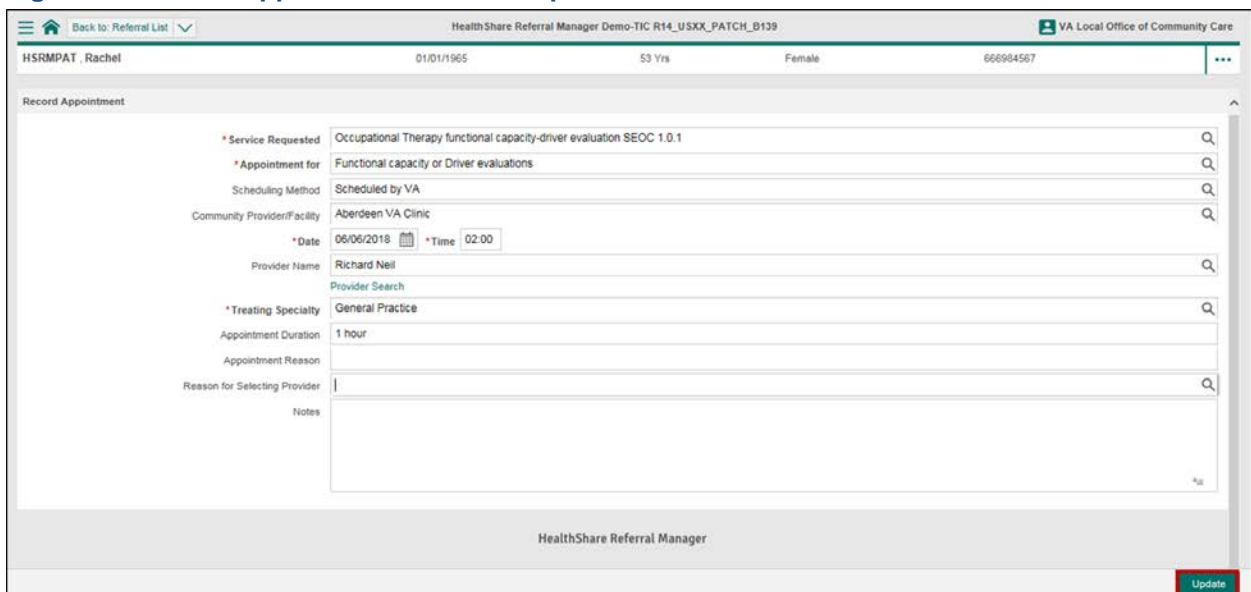 Back to: Referral List HealthShare Referral Manager Demo-TIC R14_USXX_PATCH_B139 VA Local Office of Community Care
HSRMPAT , Rachel 01/01/1965 53 Yrs Female 666984567
Record Appointment
*Service Requested Occupational Therapy functional capacity-driver evaluation SEOC 1.0.1
*Appointment for Functional capacity or Driver evaluations
Scheduling Method Scheduled by VA
Community Provider/Facility Aberdeen VA Clinic
*Date 06/06/2018 *Time 02:00
Provider Name Richard Neil
Provider Search
*Treating Specialty General Practice
Appointment Duration 1 hour
Appointment Reason
Reason for Selecting Provider
Notes
HealthShare Referral Manager
Update